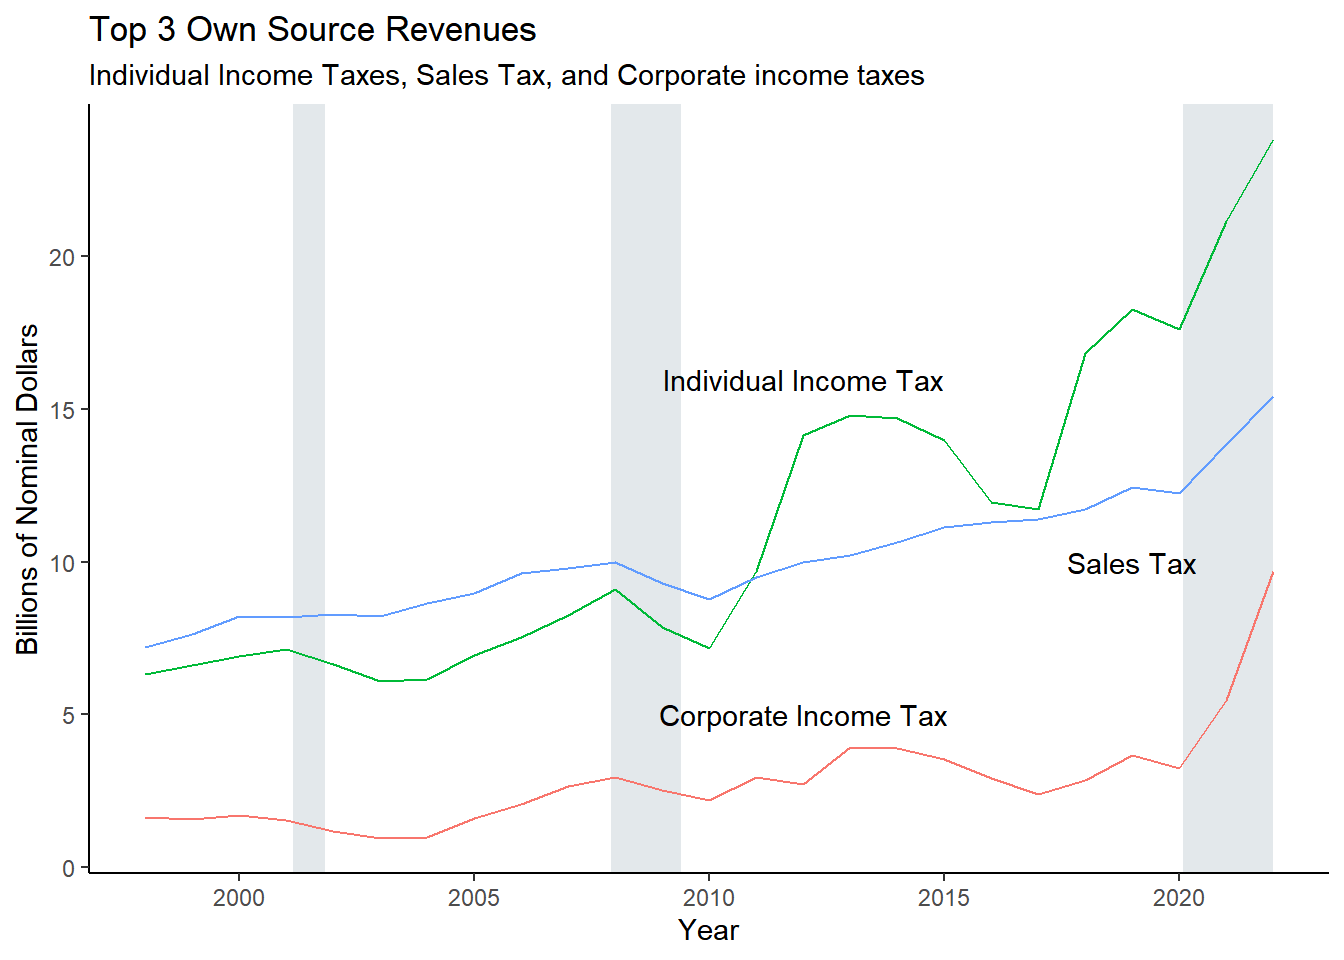 Top 3 Own Source Revenues
Individual Income Taxes, Sales Tax, and Corporate income taxes
Billions of Nominal Dollars
20
15
10
5
0
Individual Income Tax
Sales Tax
Corporate Income Tax
2000 2005 2010 2015 2020
Year